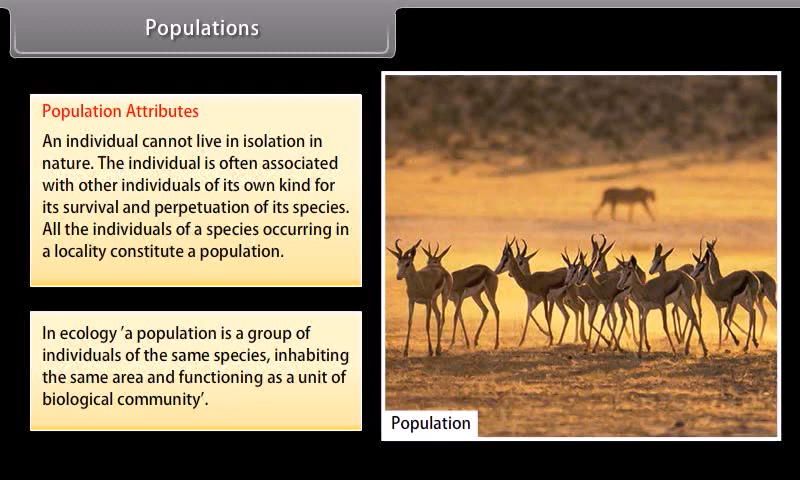 Populations
Population Attributes
An individual cannot live in isolation in
nature. The individual is often associated
with other individuals of its own kind for
its survival and perpetuation of its species.
All the individuals of a species occurring in
a locality constitute a population.
In ecology 'a population is a group of
individuals of the same species, inhabiting
the same area and functioning as a unit of
biological community'.
Population